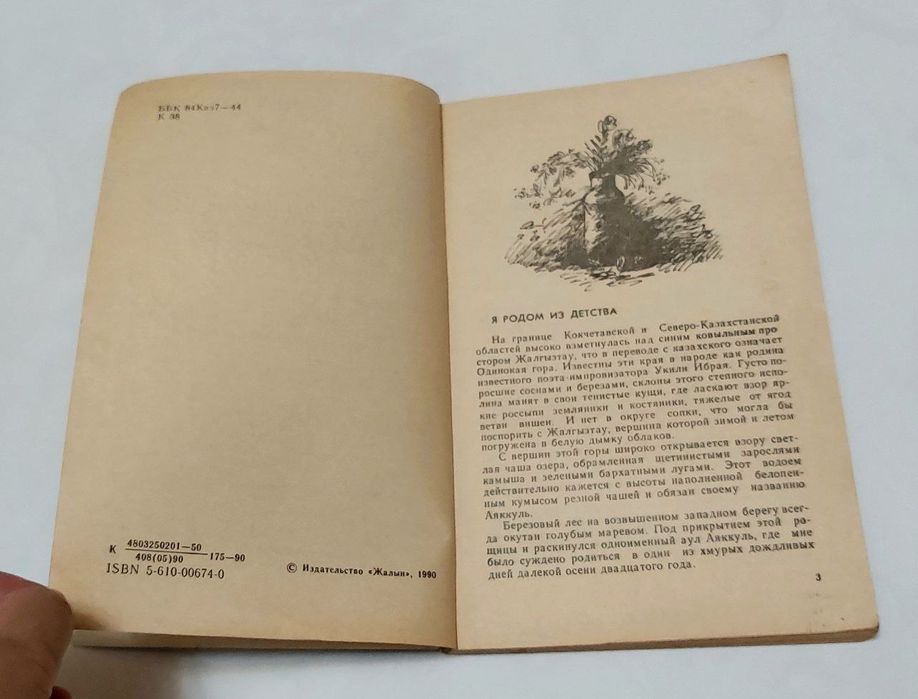 ББК 84Каз7—44
К 38
К 4803250201—50
408(05)90
175—90
ISBN 5-610-00674-0
© Издательство «Жалын», 1990
Я РОДОМ ИЗ ДЕТСТВА
На границе Кокчетавской и Северо-Казахстанской
областей высоко взметнулась над синим ковыльным про
стором Жалгызтау, что в переводе с казахского означает
Одинокая гора. Известны эти края в народе как родина
известного поэта-импровизатора Укили Ибрая. Густо по-
росшие соснами и березами, склоны этого степного испо-
лина манят в свои тенистые кущи, где ласкают взор яр-
кие россыпи земляники и костяники, тяжелые от ягод
ветви вишен. И нет в округе сопки, что могла бы
поспорить с Жалгызтау, вершина которой зимой и летом
погружена в белую дымку облаков.
С вершин этой горы широко открывается взору свет-
лая чаша озера, обрамленная щетинистыми зарослями
камыша и зелеными бархатными лугами. Этот водоем
действительно кажется с высоты наполненной белопен-
ным кумысом резной чашей и обязан своему названию
Аяккуль.
Березовый лес на возвышенном западном берегу всег-
да окутан голубым маревом. Под прикрытием этой ро-
щицы и раскинулся одноименный аул Аяккуль, где мне
было суждено родиться в один из хмурых дождливых
дней далекой осени двадцатого года.
3